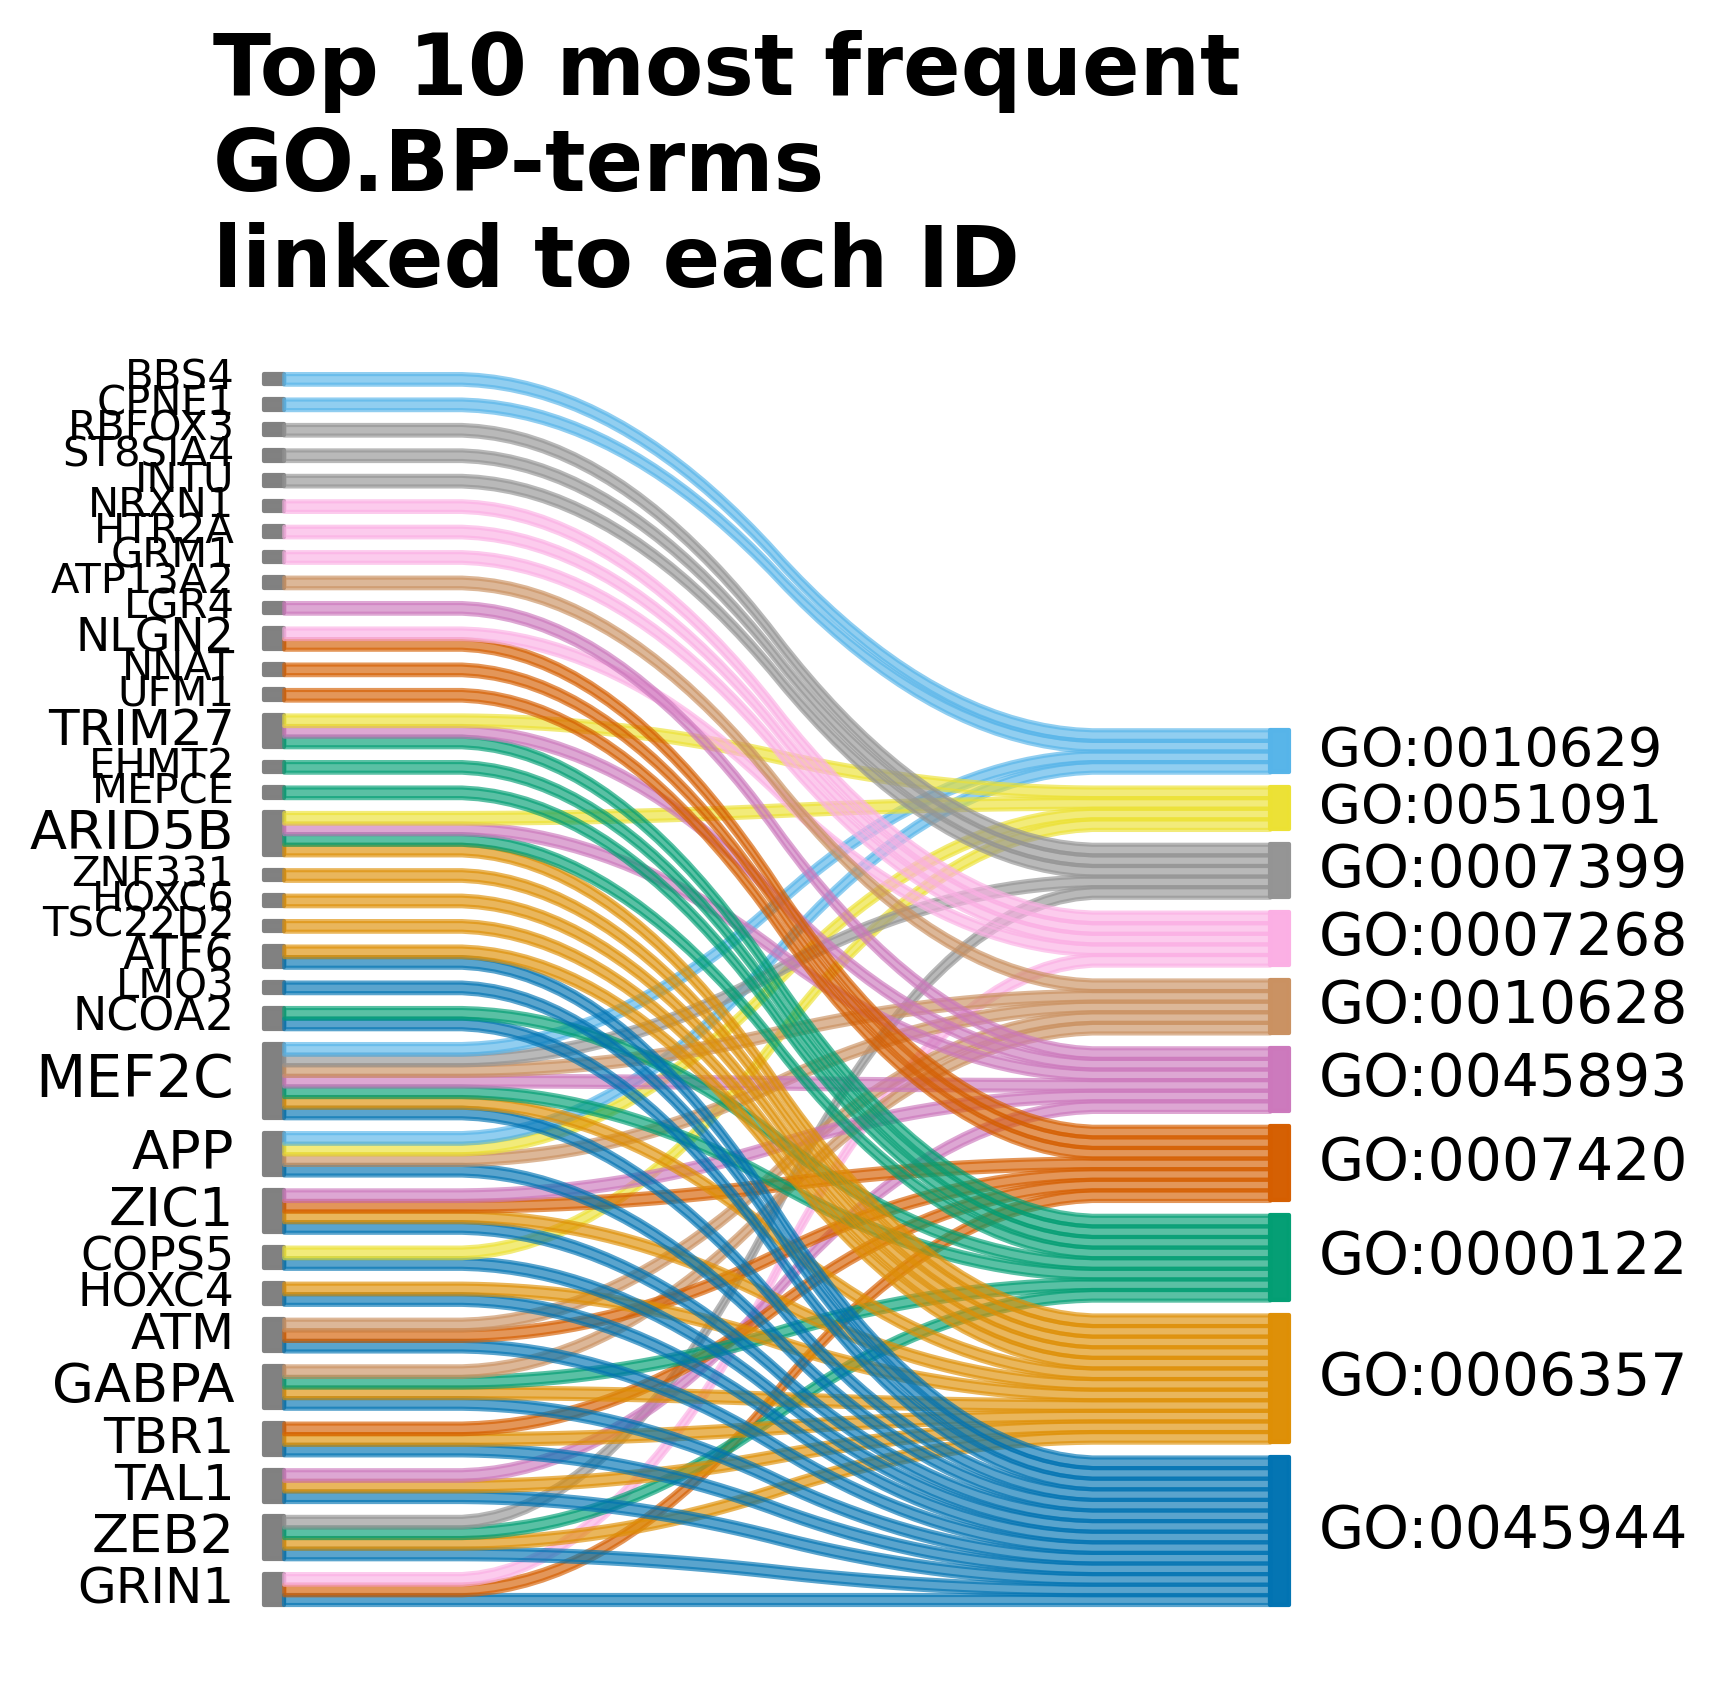 Top 10 most frequent
GO.BP-terms
linked to each ID
BBS4
CPNE1
RBFOX3
ST8SIA4
INTU
NRXN1
HTR2A
GRM1
ATP13A2
LGR4
NLGN2
NNAT
UFM1
TRIM27
EHMT2
MEPCE
ARID5B
ZNF331
HOXC6
TSC22D2
ATF6
LMO3
NCOA2
MEF2C
APP
ZIC1
COPS5
HOXC4
ATM
GABPA
TBR1
TAL1
ZEB2
GRIN1
GO:0010629
GO:0051091
GO:0007399
GO:0007268
GO:0010628
GO:0045893
GO:0007420
GO:0000122
GO:0006357
GO:0045944